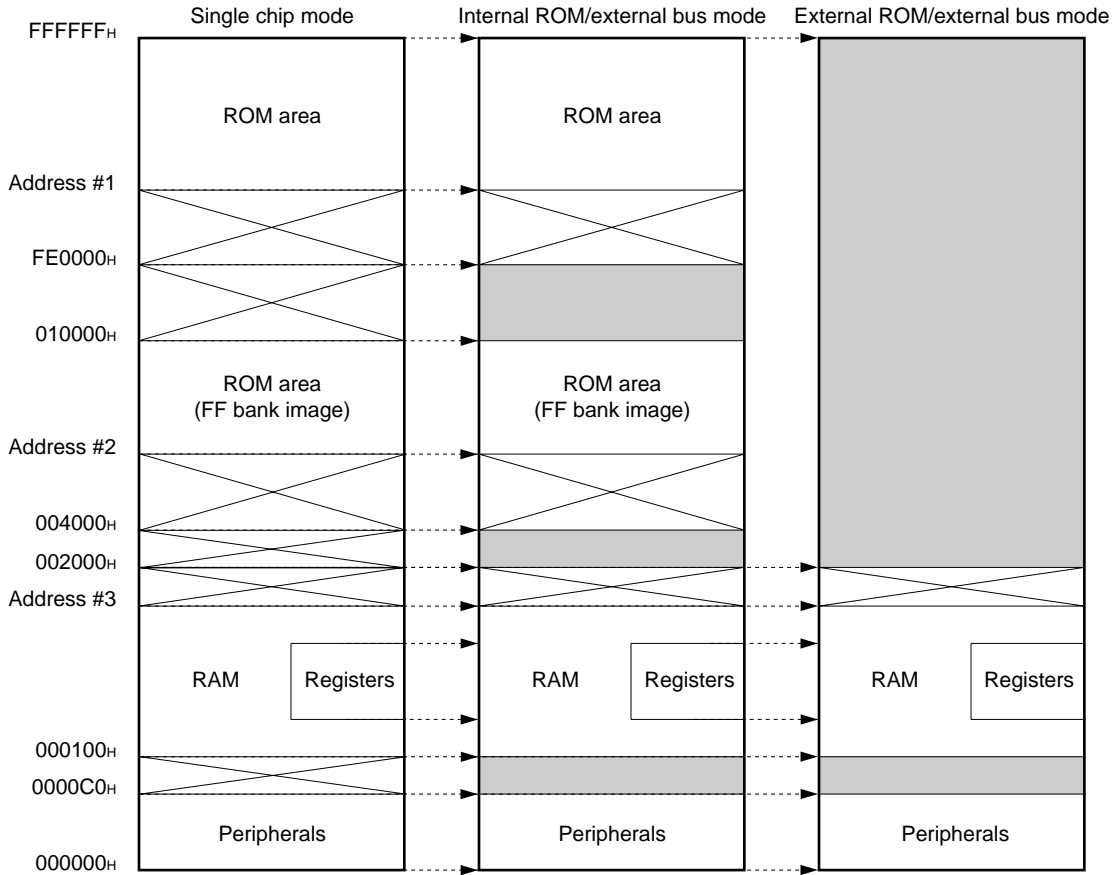 Single chip mode Internal ROM/external bus mode External ROM/external bus mode
FFFFFFH
ROM area ROM area
Address #1
FE0000H
010000H
ROM area ROM area
(FF bank image) (FF bank image)
Address #2
004000H
002000H
Address #3
RAM Registers RAM Registers RAM Registers
000100H
0000C0H
Peripherals Peripherals Peripherals
000000H